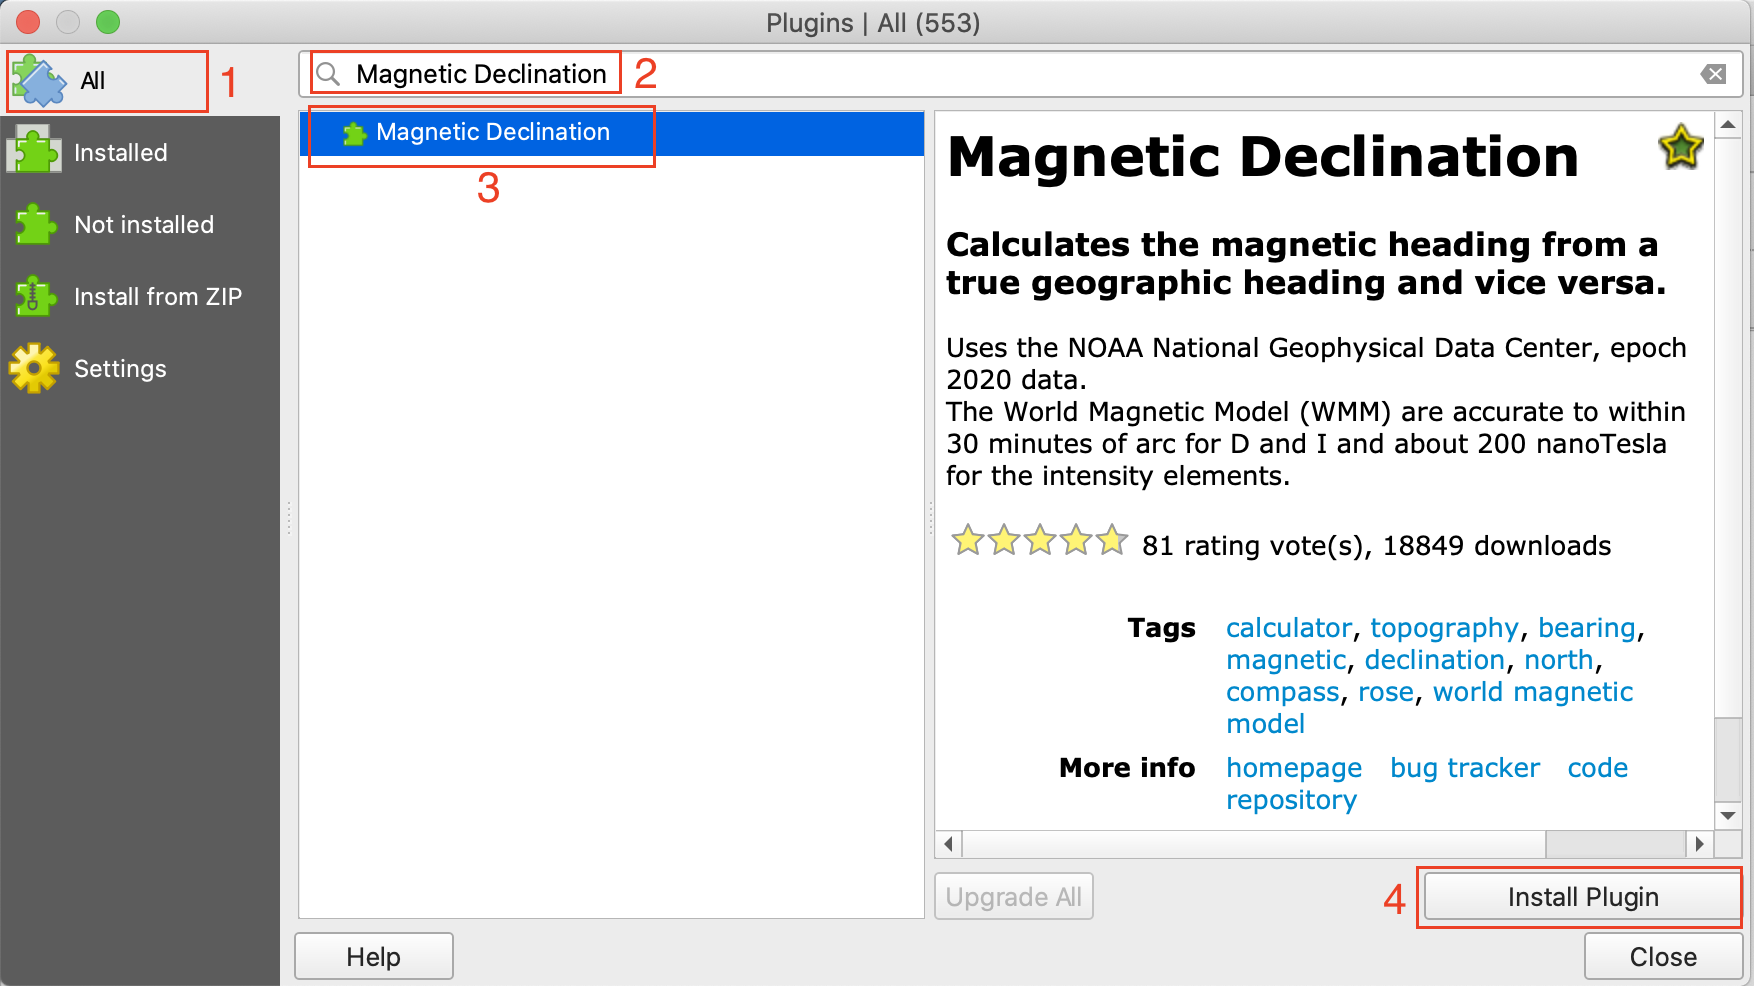 Plugins | All (553)
All
1
Magnetic Declination
2
Installed
Not installed
Install from ZIP
Settings
Magnetic Declination
3
Magnetic Declination
Calculates the magnetic heading from a
true geographic heading and vice versa.
Uses the NOAA National Geophysical Data Center, epoch
2020 data.
The World Magnetic Model (WMM) are accurate to within
30 minutes of arc for D and I and about 200 nanoTesla
for the intensity elements.
81 rating vote(s), 18849 downloads
Tags calculator, topography, bearing,
magnetic, declination, north,
compass, rose, world magnetic
model
More info homepage bug tracker code
repository
Upgrade All
4
Install Plugin
Help
Close